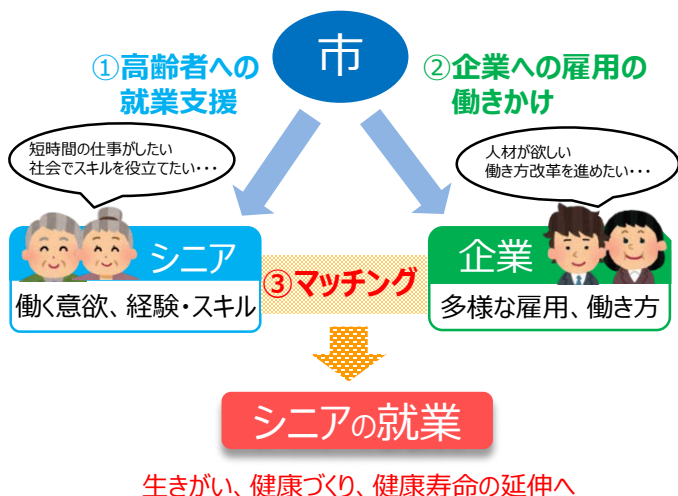 市
①高齢者への
就業支援
②企業への雇用の
働きかけ
短時間の仕事がしたい
社会でスキルを役立てたい・・・
人材が欲しい
働き方改革を進めたい・・・
シニア
働く意欲、経験・スキル
③マッチング
企業
多様な雇用、働き方
シニアの就業
生きがい、健康づくり、健康寿命の延伸へ